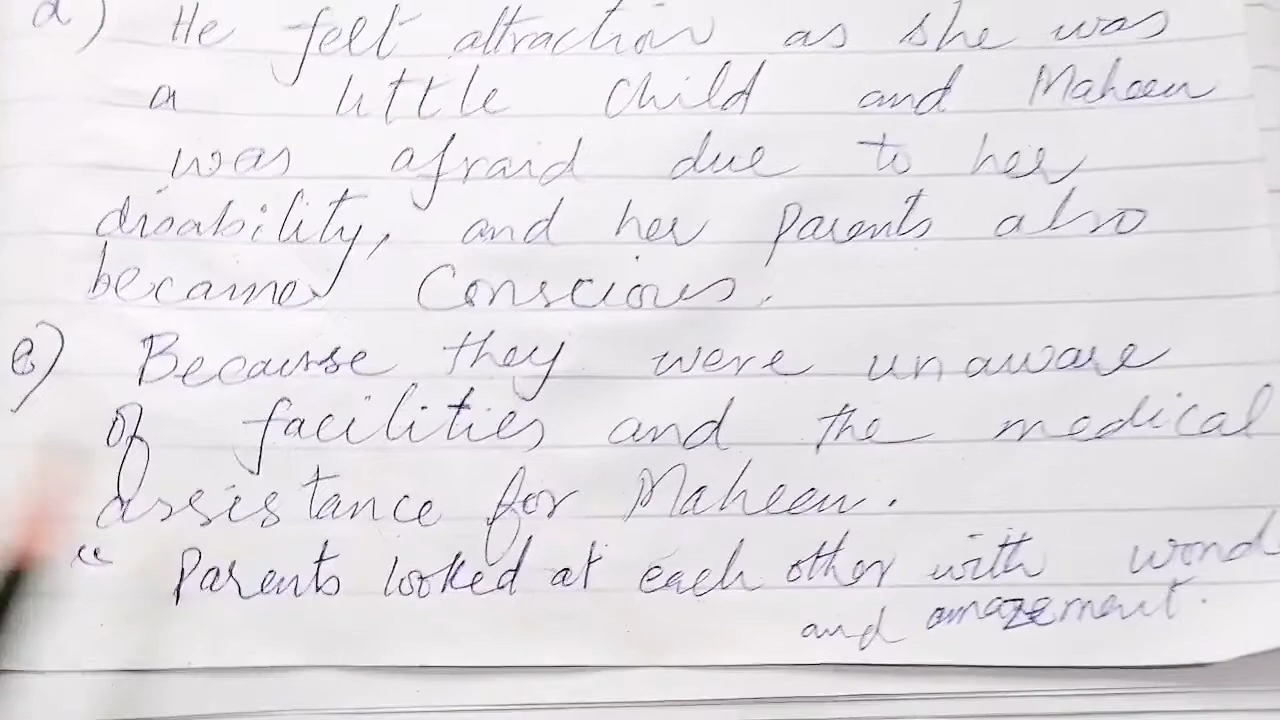 d) He felt attraction as she was
a little child and Maheen
was afraid due to her
disability, and her parents also
became conscious.
e) Because they were unaware
of facilities and the medical
assistance for Maheen.
" Parents looked at each other with wond
and amazement.